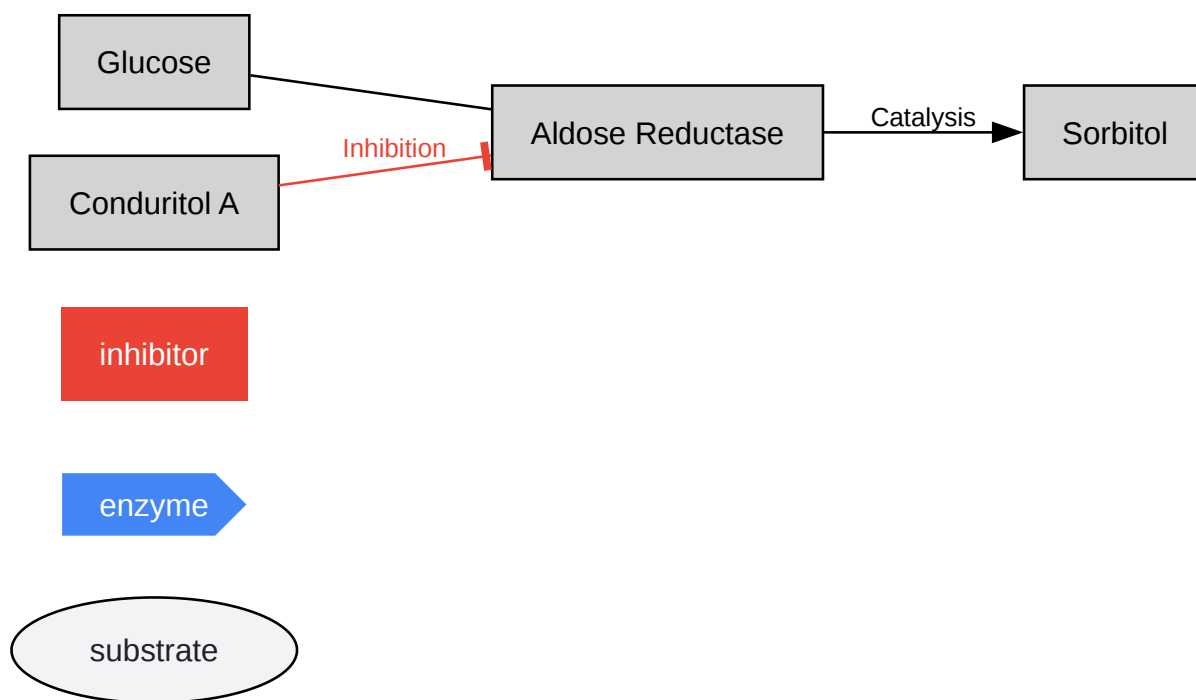 Glucose
Conduritol A
Inhibition
Aldose Reductase
Catalysis
Sorbitol
inhibitor
enzyme
substrate